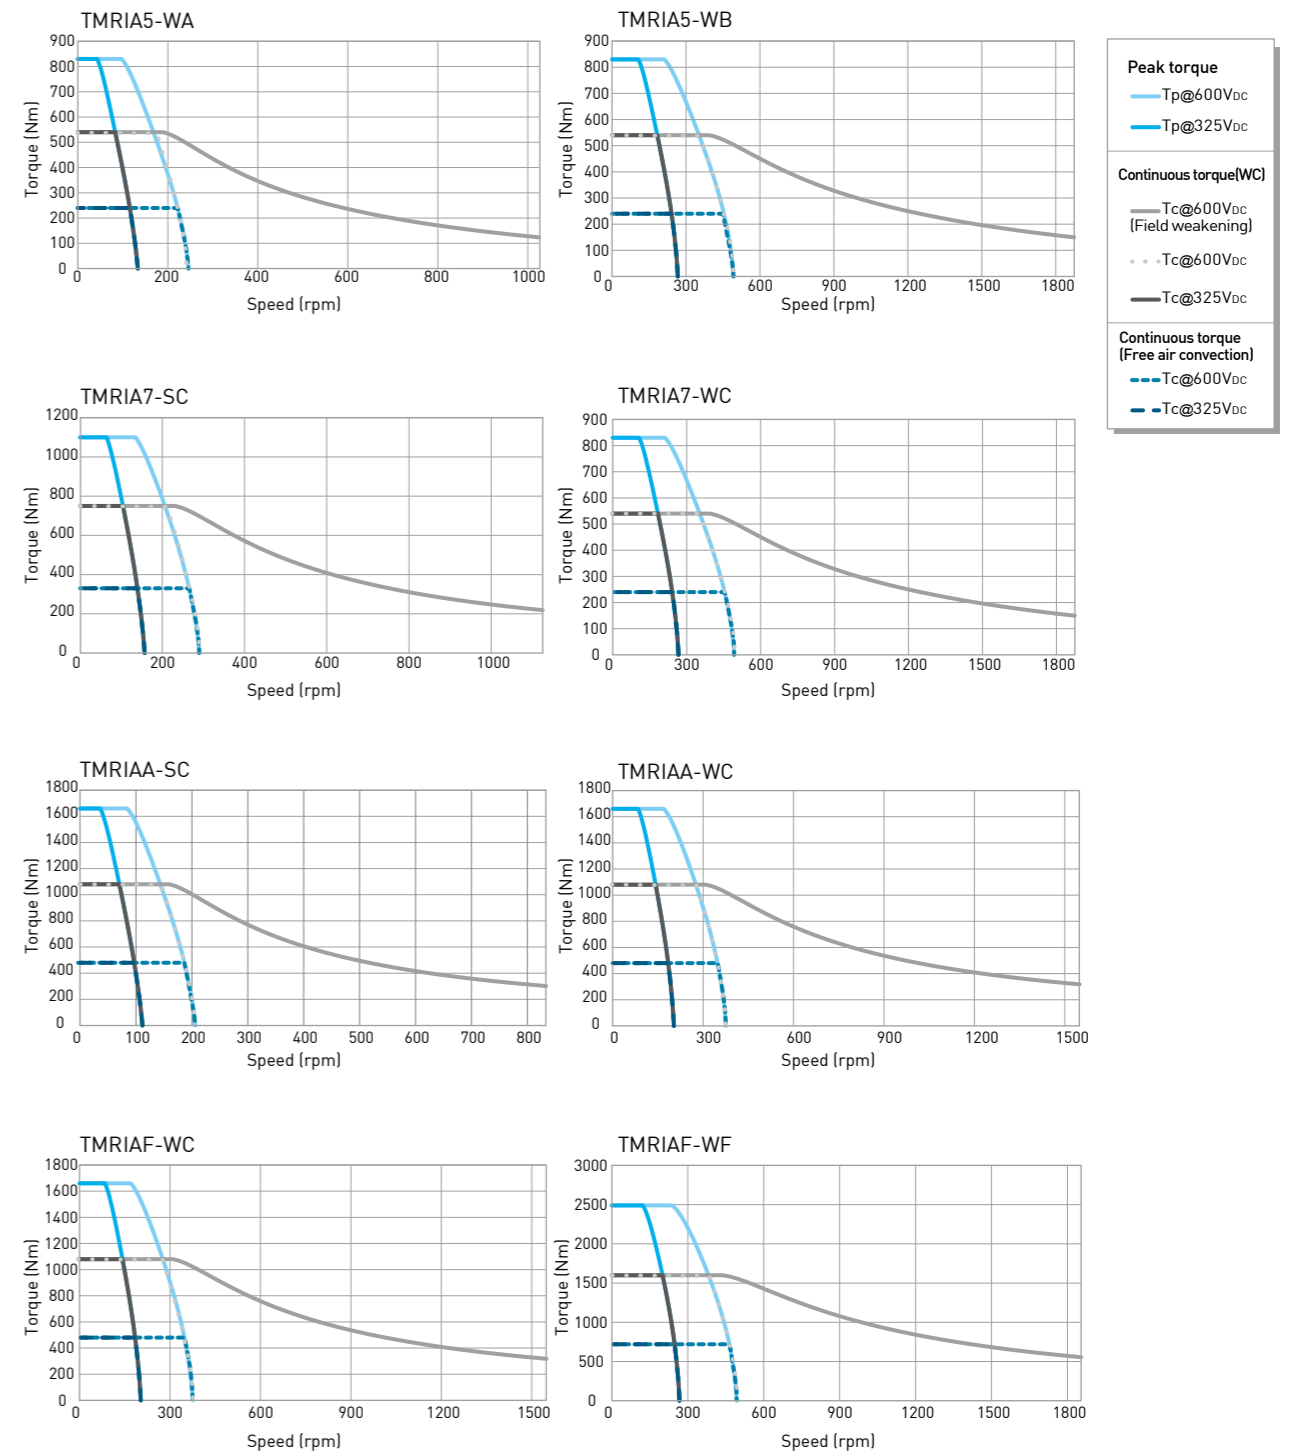 TMRIA5-WA
900
800
700
600
500
400
300
200
100
0
Torque (Nm)
0 200 400 600 800 1000
Speed (rpm)
TMRIA5-WB
900
800
700
600
500
400
300
200
100
0
Torque (Nm)
0 300 600 900 1200 1500 1800
Speed (rpm)
Peak torque
Tp@600VDC
Tp@325VDC
Continuous torque(WC)
Tc@600VDC
(Field weakening)
Tc@600VDC
Tc@325VDC
Continuous torque
(Free air convection)
Tc@600VDC
Tc@325VDC
TMRIA7-SC
1200
1000
800
600
400
200
0
Torque (Nm)
0 200 400 600 800 1000
Speed (rpm)
TMRIA7-WC
900
800
700
600
500
400
300
200
100
0
Torque (Nm)
0 300 600 900 1200 1500 1800
Speed (rpm)
TMRIAA-SC
1800
1600
1400
1200
1000
800
600
400
200
0
Torque (Nm)
0 100 200 300 400 500 600 700 800
Speed (rpm)
TMRIAA-WC
1800
1600
1400
1200
1000
800
600
400
200
0
Torque (Nm)
0 300 600 900 1200 1500
Speed (rpm)
TMRIAF-WC
1800
1600
1400
1200
1000
800
600
400
200
0
Torque (Nm)
0 300 600 900 1200 1500
Speed (rpm)
TMRIAF-WF
3000
2500
2000
1500
1000
500
0
Torque (Nm)
0 300 600 900 1200 1500 1800
Speed (rpm)